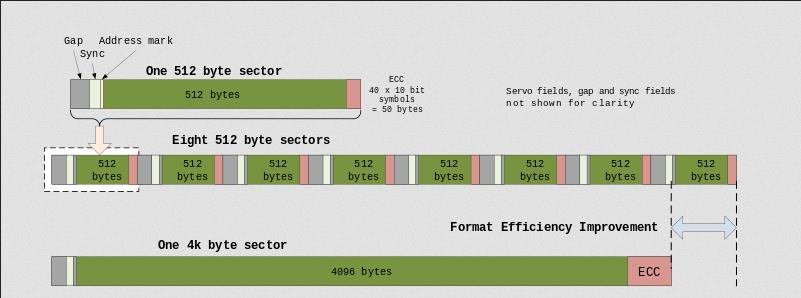 Gap Address mark
Sync
One 512 byte sector
512 bytes
ECC
40 x 10 bit
symbols
= 50 bytes
Servo fields, gap and sync fields
not shown for clarity
Eight 512 byte sectors
512 bytes
512 bytes
512 bytes
512 bytes
512 bytes
512 bytes
512 bytes
512 bytes
Format Efficiency Improvement
One 4k byte sector
4096 bytes
ECC